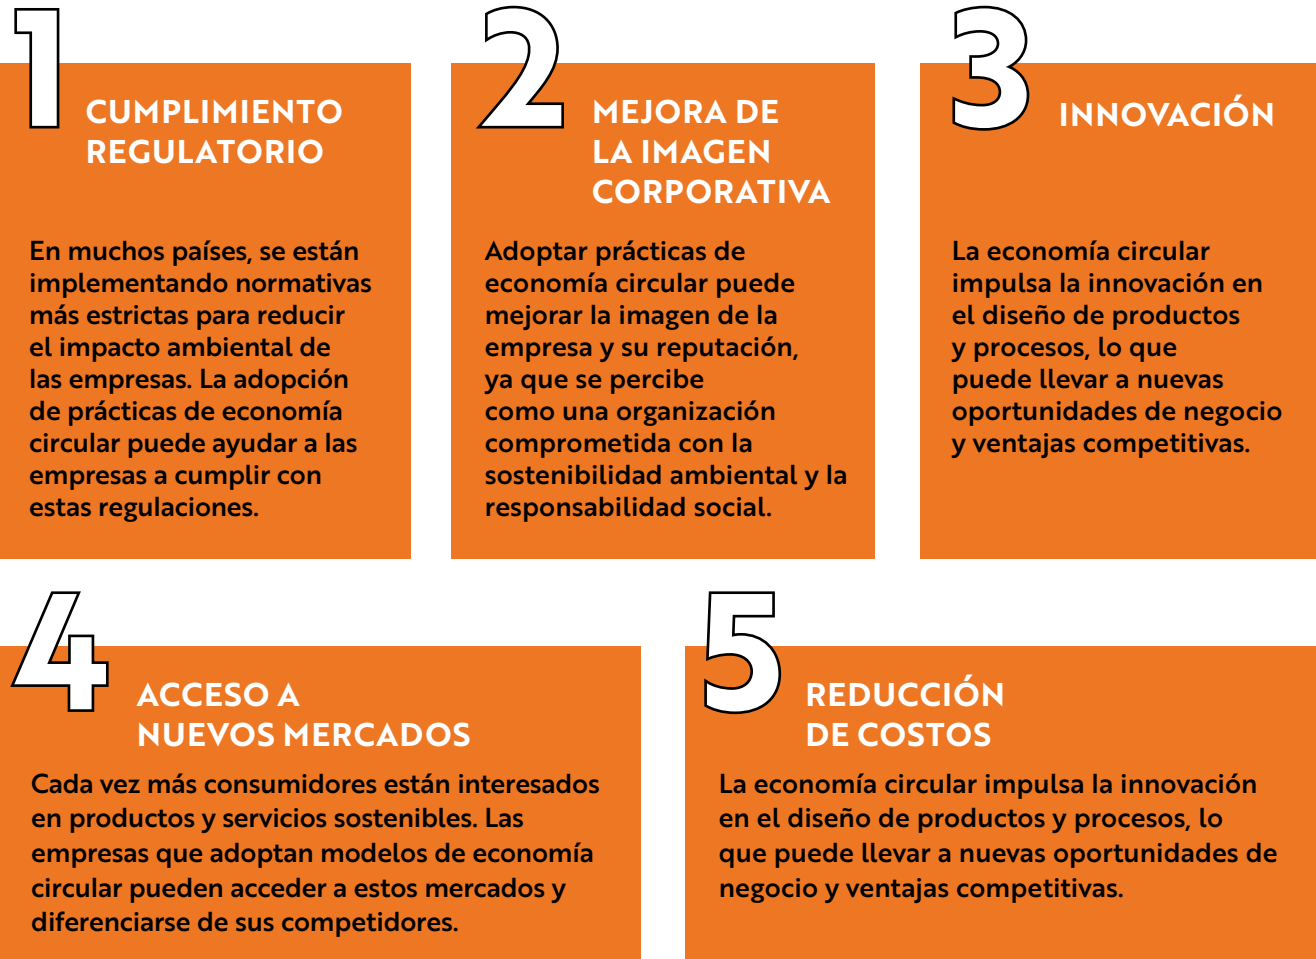 1
CUMPLIMIENTO
REGULATORIO
En muchos países, se están
implementando normativas
más estrictas para reducir
el impacto ambiental de
las empresas. La adopción
de prácticas de economía
circular puede ayudar a las
empresas a cumplir con
estas regulaciones.
2
MEJORA DE
LA IMAGEN
CORPORATIVA
Adoptar prácticas de
economía circular puede
mejorar la imagen de la
empresa y su reputación,
ya que se percibe
como una organización
comprometida con la
sostenibilidad ambiental y la
responsabilidad social.
3
INNOVACIÓN
La economía circular
impulsa la innovación en
el diseño de productos
y procesos, lo que
puede llevar a nuevas
oportunidades de negocio
y ventajas competitivas.
4
ACCESO A
NUEVOS MERCADOS
Cada vez más consumidores están interesados
en productos y servicios sostenibles. Las
empresas que adoptan modelos de economía
circular pueden acceder a estos mercados y
diferenciarse de sus competidores.
5
REDUCCIÓN
DE COSTOS
La economía circular impulsa la innovación
en el diseño de productos y procesos, lo
que puede llevar a nuevas oportunidades de
negocio y ventajas competitivas.